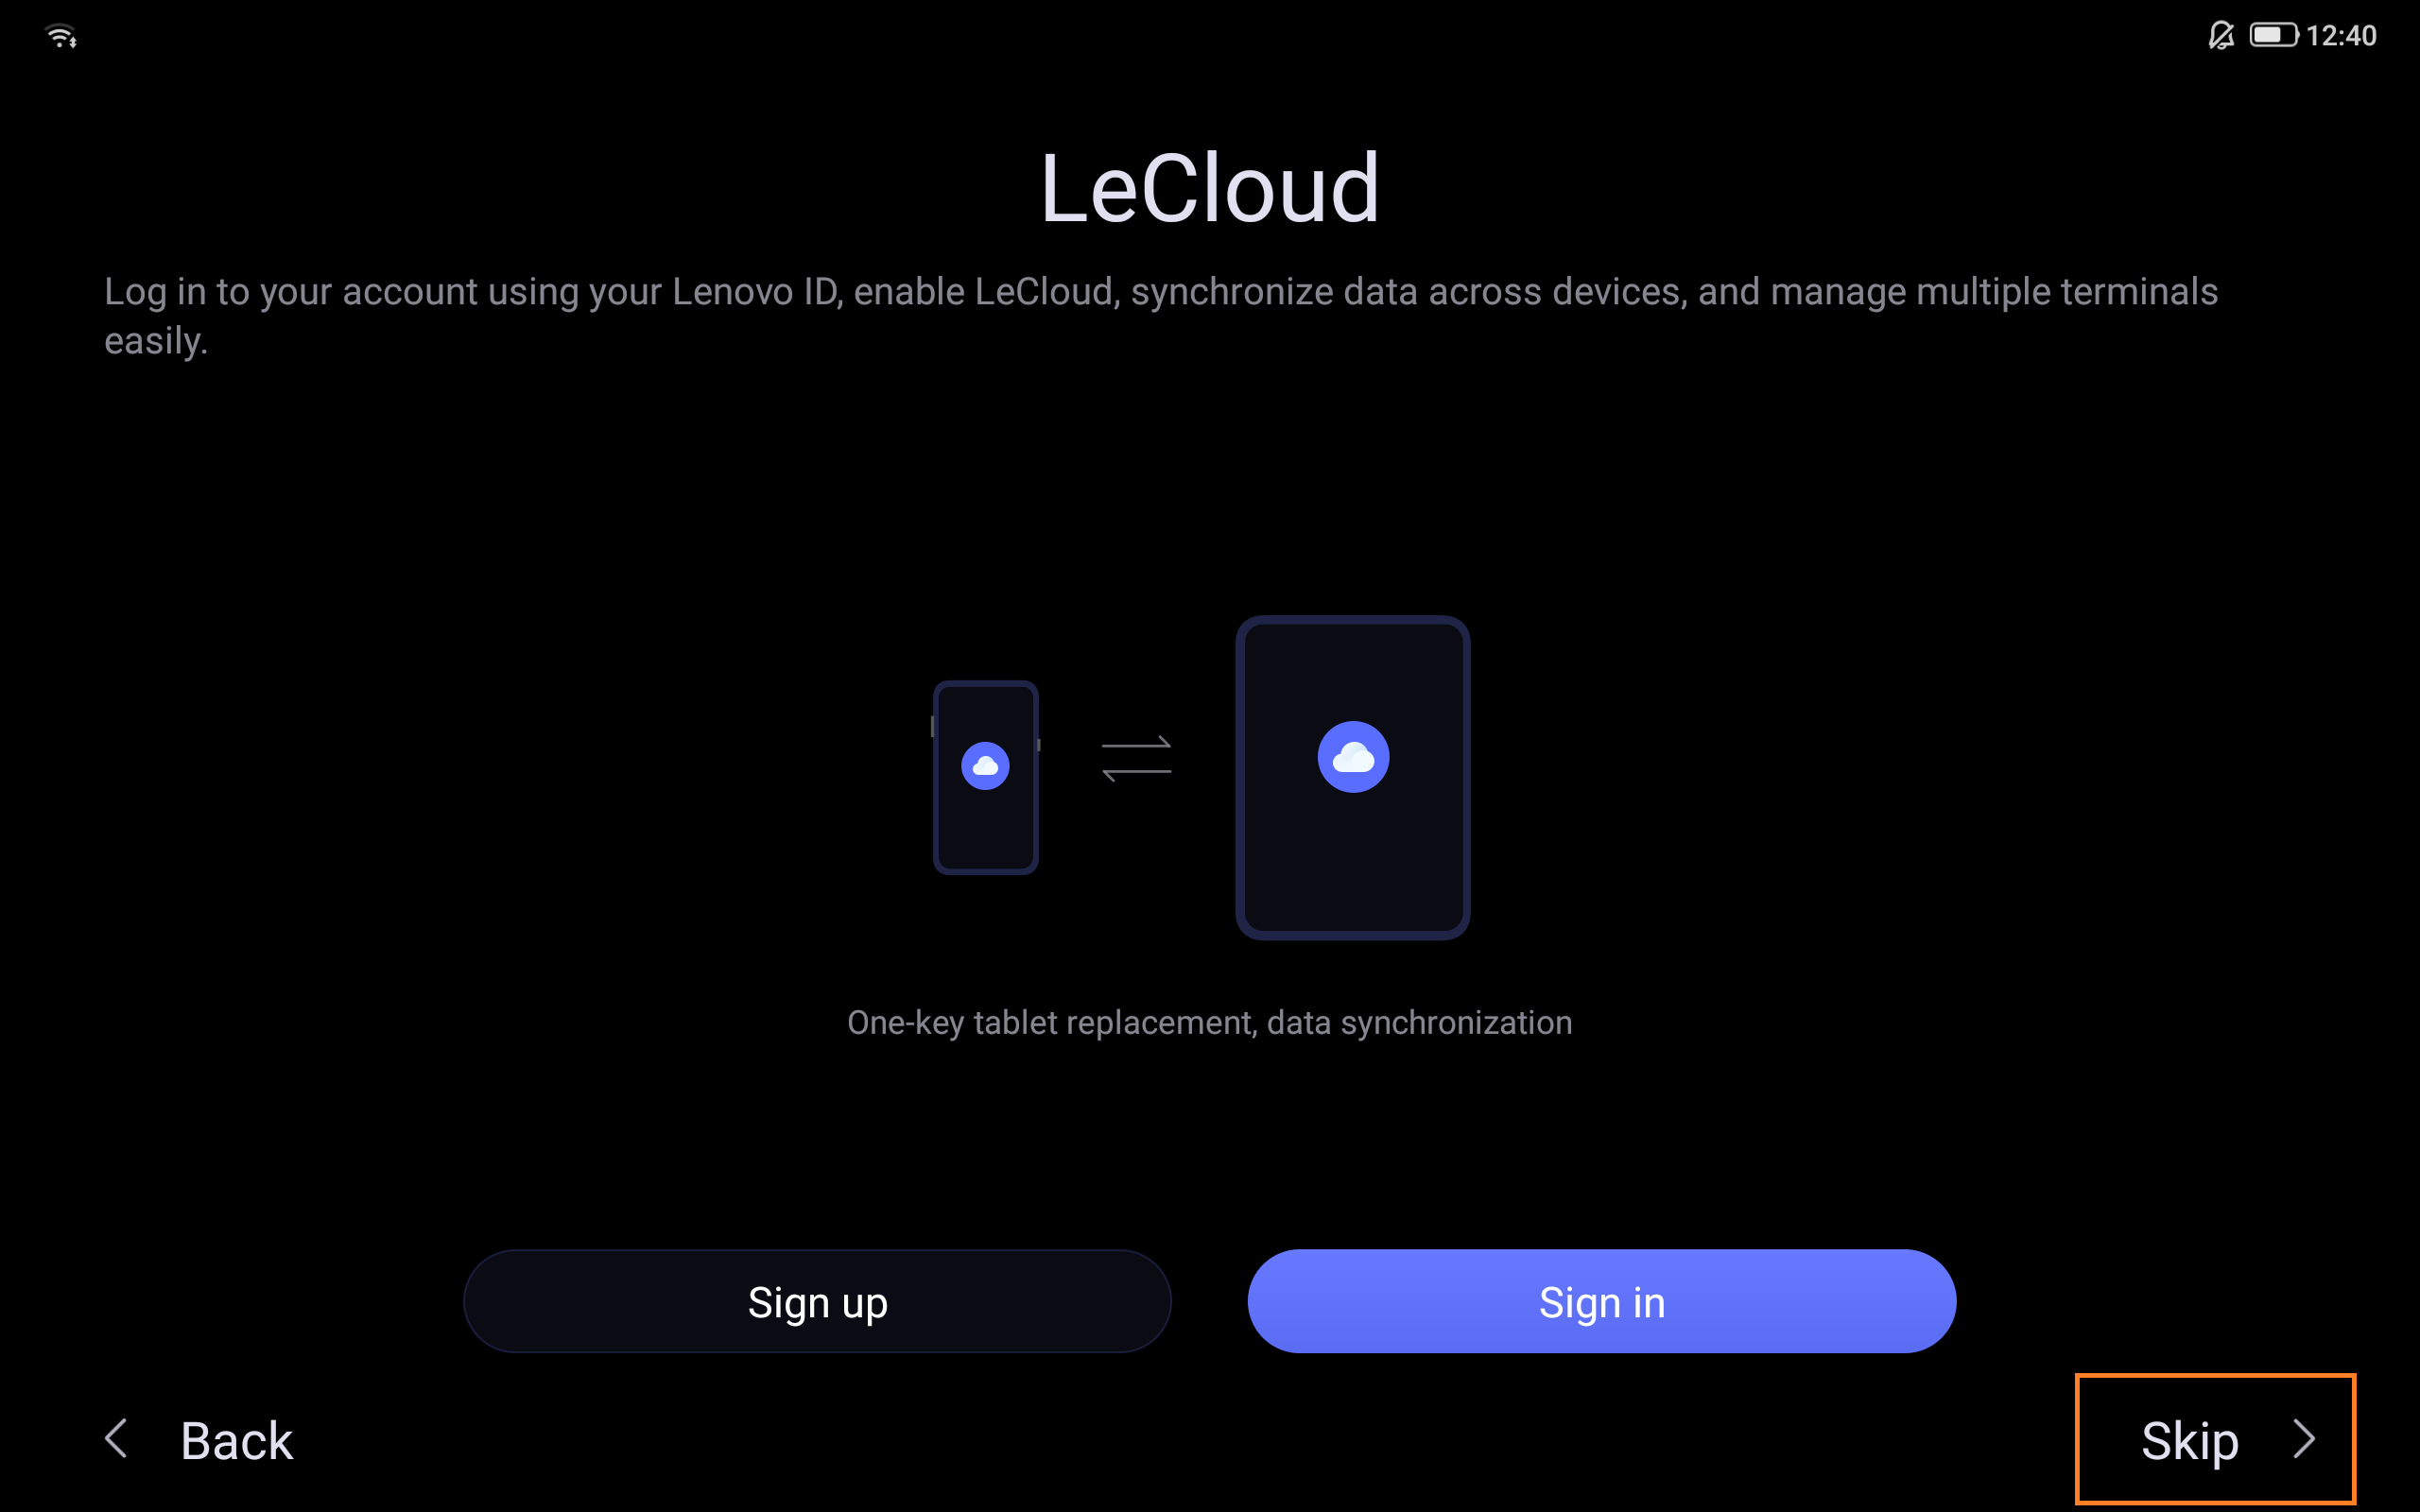 12:40
LeCloud
Log in to your account using your Lenovo ID, enable LeCloud, synchronize data across devices, and manage multiple terminals
easily.
One-key tablet replacement, data synchronization
Sign up
Sign in
Back
Skip